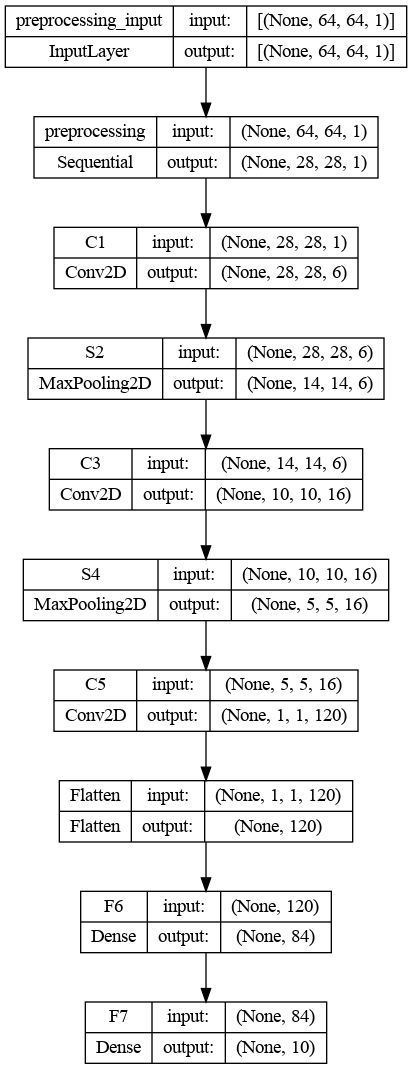 preprocessing_input input: [(None, 64, 64, 1)]
InputLayer output: [(None, 64, 64, 1)]
preprocessing input: (None, 64, 64, 1)
Sequential output: (None, 28, 28, 1)
C1 input: (None, 28, 28, 1)
Conv2D output: (None, 28, 28, 6)
S2 input: (None, 28, 28, 6)
MaxPooling2D output: (None, 14, 14, 6)
C3 input: (None, 14, 14, 6)
Conv2D output: (None, 10, 10, 16)
S4 input: (None, 10, 10, 16)
MaxPooling2D output: (None, 5, 5, 16)
C5 input: (None, 5, 5, 16)
Conv2D output: (None, 1, 1, 120)
Flatten input: (None, 1, 1, 120)
Flatten output: (None, 120)
F6 input: (None, 120)
Dense output: (None, 84)
F7 input: (None, 84)
Dense output: (None, 10)